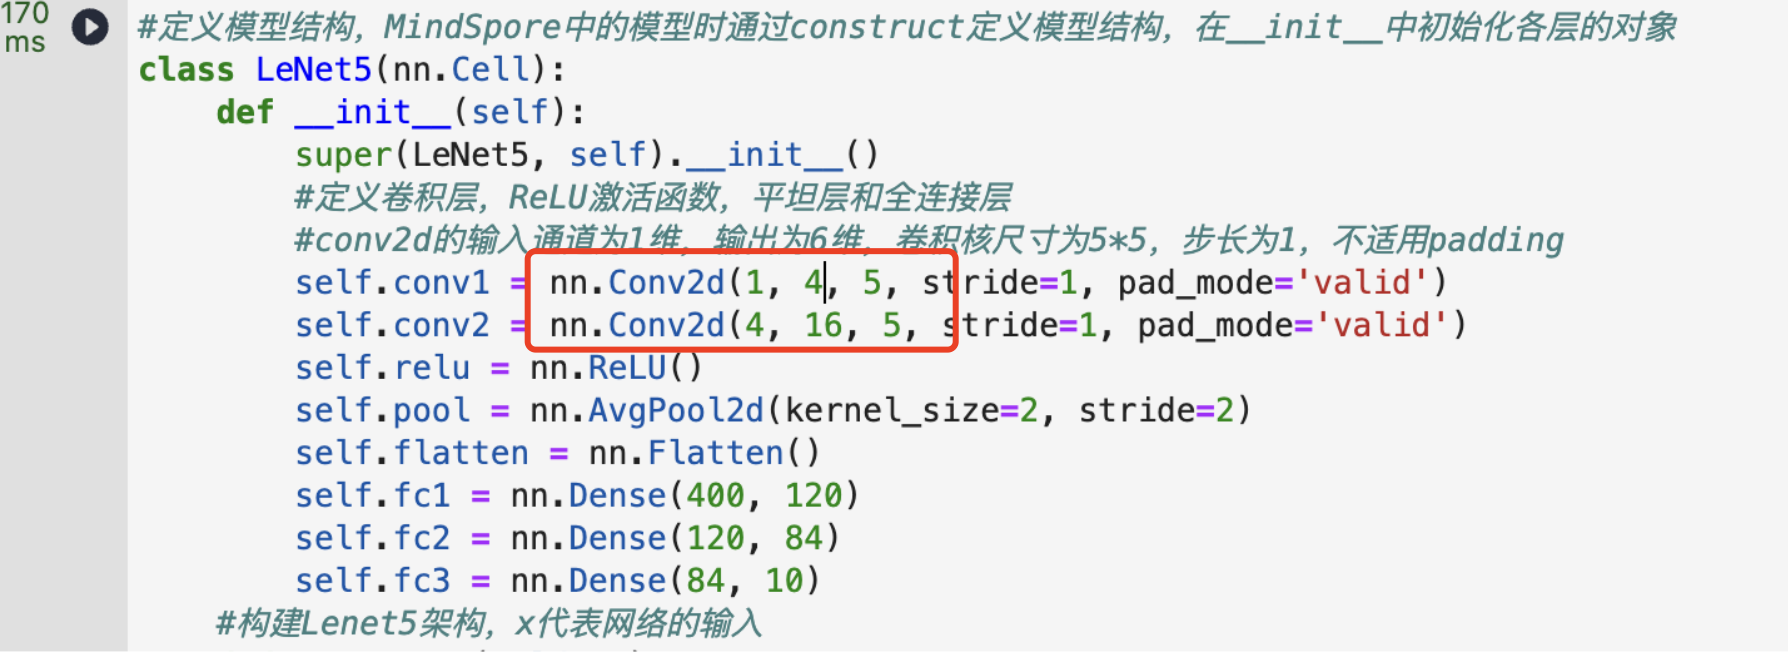 170
ms
#定义模型结构，MindSpore中的模型时通过construct定义模型结构，在__init__中初始化各层的对象
class LeNet5(nn.Cell):
    def __init__(self):
        super(LeNet5, self).__init__()
        #定义卷积层，ReLU激活函数，平坦层和全连接层
        #conv2d的输入通道为1维，输出为6维，卷积核尺寸为5*5，步长为1，不适用padding
        self.conv1 = nn.Conv2d(1, 4, 5, stride=1, pad_mode='valid')
        self.conv2 = nn.Conv2d(4, 16, 5, stride=1, pad_mode='valid')
        self.relu = nn.ReLU()
        self.pool = nn.AvgPool2d(kernel_size=2, stride=2)
        self.flatten = nn.Flatten()
        self.fc1 = nn.Dense(400, 120)
        self.fc2 = nn.Dense(120, 84)
        self.fc3 = nn.Dense(84, 10)
    #构建Lenet5架构，x代表网络的输入